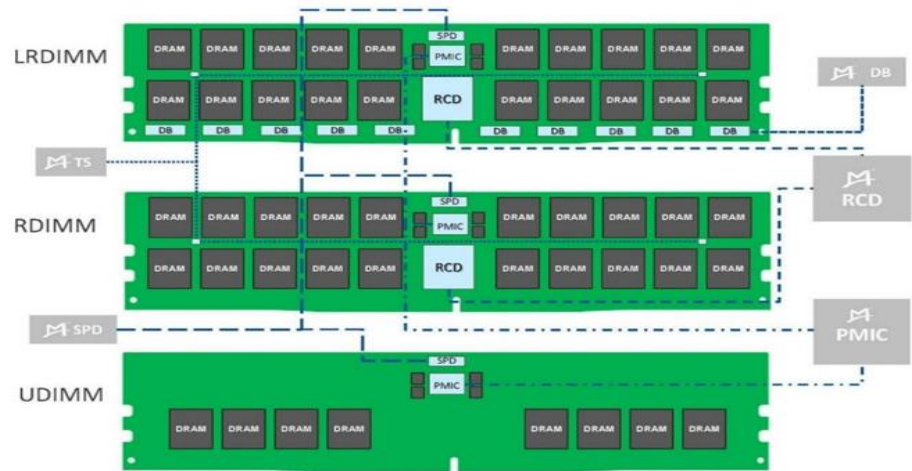 SPD
LRDIMM
DRAM DRAM DRAM DRAM DRAM PMIC DRAM DRAM DRAM DRAM DRAM
DRAM DRAM DRAM DRAM DRAM RCD DRAM DRAM DRAM DRAM DRAM
DB
DB DB DB DB DB DB DB DB DB DB
TS
RCD
SPD
RDIMM
DRAM DRAM DRAM DRAM DRAM PMIC DRAM DRAM DRAM DRAM DRAM
DRAM DRAM DRAM DRAM DRAM RCD DRAM DRAM DRAM DRAM DRAM
SPD
PMIC
SPD
PMIC
UDIMM
DRAM DRAM DRAM DRAM DRAM DRAM DRAM DRAM